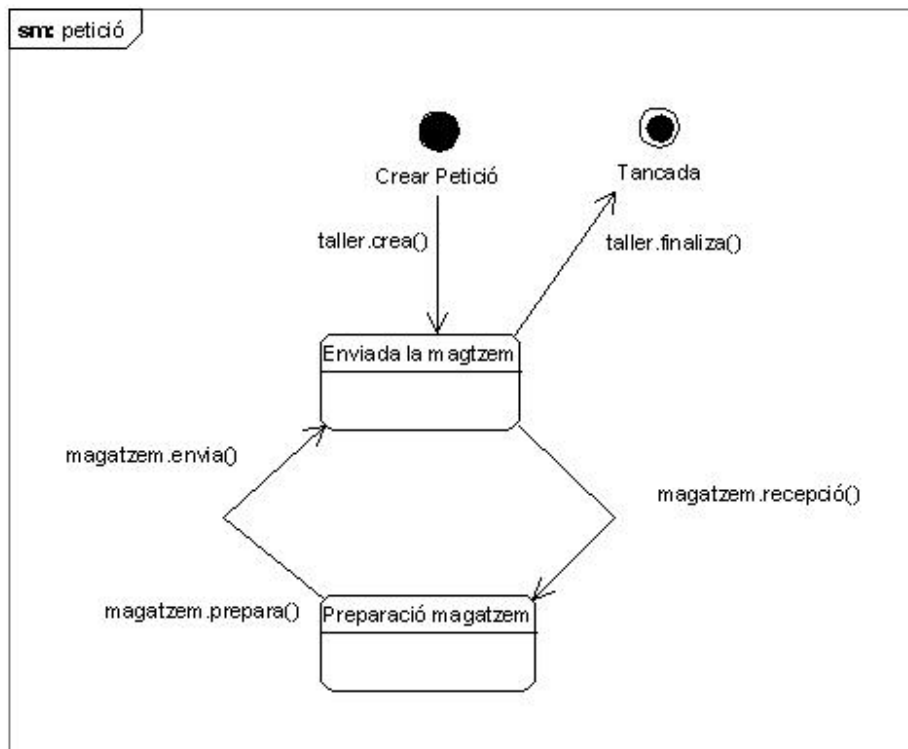 sm: petició
Crear Petició
Tancada
taller.crea()
taller.finaliza()
Enviada la magtzem
magatzem.envia()
magatzem.recepció()
magatzem.prepara()
Preparació magatzem